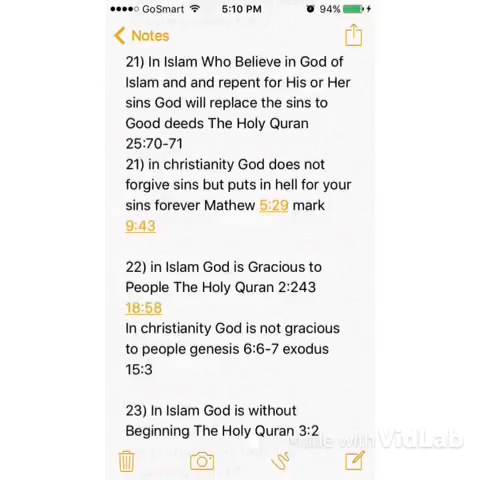 GoSmart 5:10 PM 94%
Notes
21) In Islam Who Believe in God of
Islam and and repent for His or Her
sins God will replace the sins to
Good deeds The Holy Quran
25:70-71
21) in christianity God does not
forgive sins but puts in hell for your
sins forever Mathew 5:29 mark
9:43
22) in Islam God is Gracious to
People The Holy Quran 2:243
18:58
In christianity God is not gracious
to people genesis 6:6-7 exodus
15:3
23) In Islam God is without
Beginning The Holy Quran 3:2
Made with VidLab